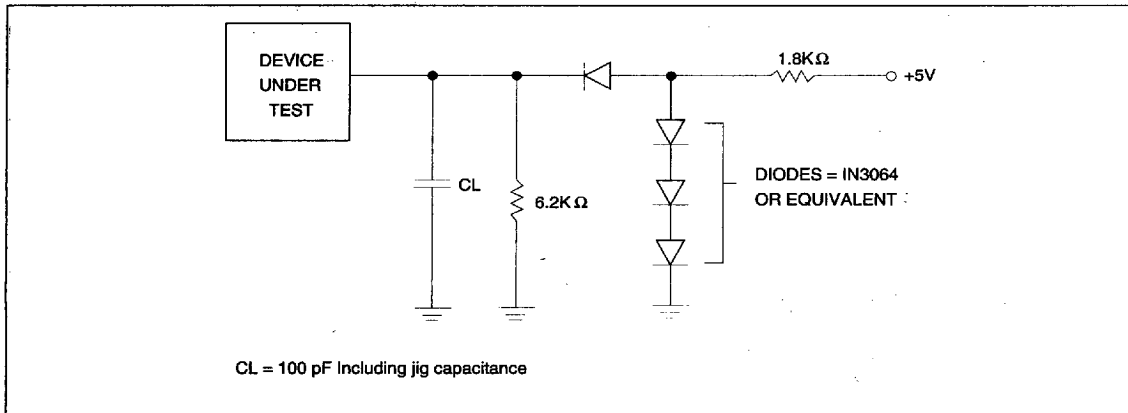 DEVICE
UNDER
TEST
1.8KΩ
+5V
CL
6.2KΩ
DIODES = IN3064
OR EQUIVALENT
CL = 100 pF Including jig capacitance